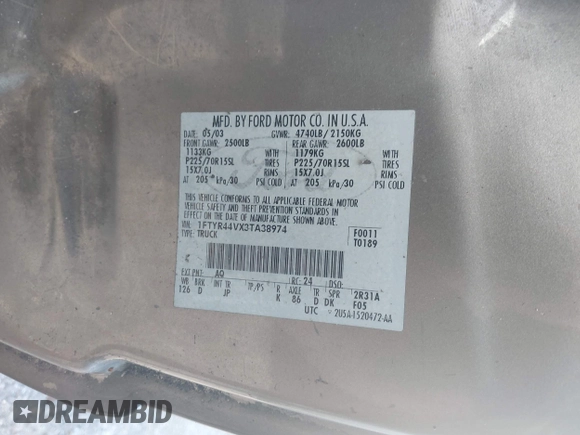 MFD. BY FORD MOTOR CO. IN U.S.A.
DATE: 05/03 GVWR: 4740LB/ 2150KG
FRONT GAWR: 2500LB REAR GAWR: 2600LB
1133KG WITH 1179KG WITH
P225/70R15SL TIRES P225/70R15SL TIRES
15X7.0J RIMS 15X7.0J RIMS
AT 205 kPa/30 PSI COLD AT 205 kPa/30 PSI COLD
THIS VEHICLE CONFORMS TO ALL APPLICABLE FEDERAL MOTOR
VEHICLE SAFETY AND THEFT PREVENTION STANDARDS IN EFFECT
ON THE DATE OF MANUFACTURE SHOWN ABOVE.
VIN: 1FTYR44VX3TA38974 F0011
TYPE: TRUCK T0189
EXT PNT: AQ RC: 24 DSO:
WB BRK INT TR TP/PS R AXLE TR SPR 2R31A
126 D JP K 86 D DK F05
UTC 2U5A-1520472-AA
DREAMBID